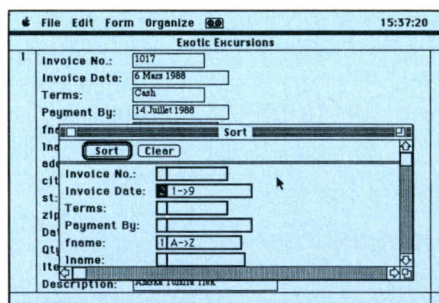 File Edit Form Organize 15:37:20
Exotic Excursions
1
Invoice No.: 1017
Invoice Date: 6 Mars 1988
Terms: Cash
Payment By: 14 Juillet 1988
Sort
Sort Clear
Invoice No.:
Invoice Date: 2 1->9
Terms:
Payment By:
fname: 1 A->Z
lname:
Description: